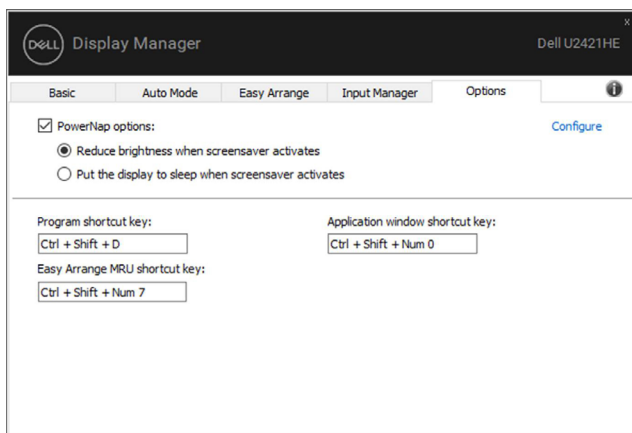 x
DELL Display Manager
Dell U2421HE
Basic Auto Mode Easy Arrange Input Manager Options i
PowerNap options: Configure
Reduce brightness when screensaver activates
Put the display to sleep when screensaver activates
Program shortcut key: Application window shortcut key:
Ctrl + Shift + D Ctrl + Shift + Num 0
Easy Arrange MRU shortcut key:
Ctrl + Shift + Num 7